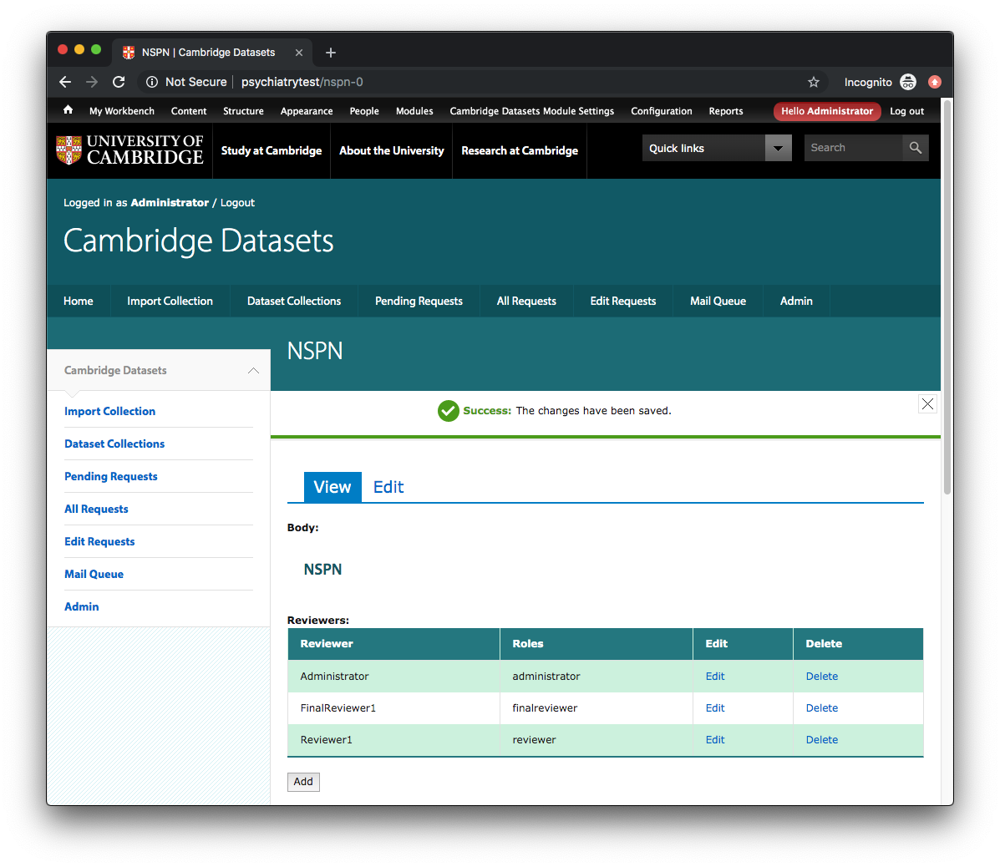 NSPN | Cambridge Datasets
Not Secure psychiatrytest/nspn-0 Incognito
My Workbench Content Structure Appearance People Modules Cambridge Datasets Module Settings Configuration Reports Hello Administrator Log out
UNIVERSITY OF
CAMBRIDGE
Study at Cambridge About the University Research at Cambridge Quick links Search
Logged in as Administrator / Logout
Cambridge Datasets
Home Import Collection Dataset Collections Pending Requests All Requests Edit Requests Mail Queue Admin
NSPN
Cambridge Datasets
Import Collection
Dataset Collections
Pending Requests
All Requests
Edit Requests
Mail Queue
Admin
Success: The changes have been saved.
View Edit
Body:
NSPN
Reviewers:
Reviewer Roles Edit Delete
Administrator administrator Edit Delete
FinalReviewer1 finalreviewer Edit Delete
Reviewer1 reviewer Edit Delete
Add